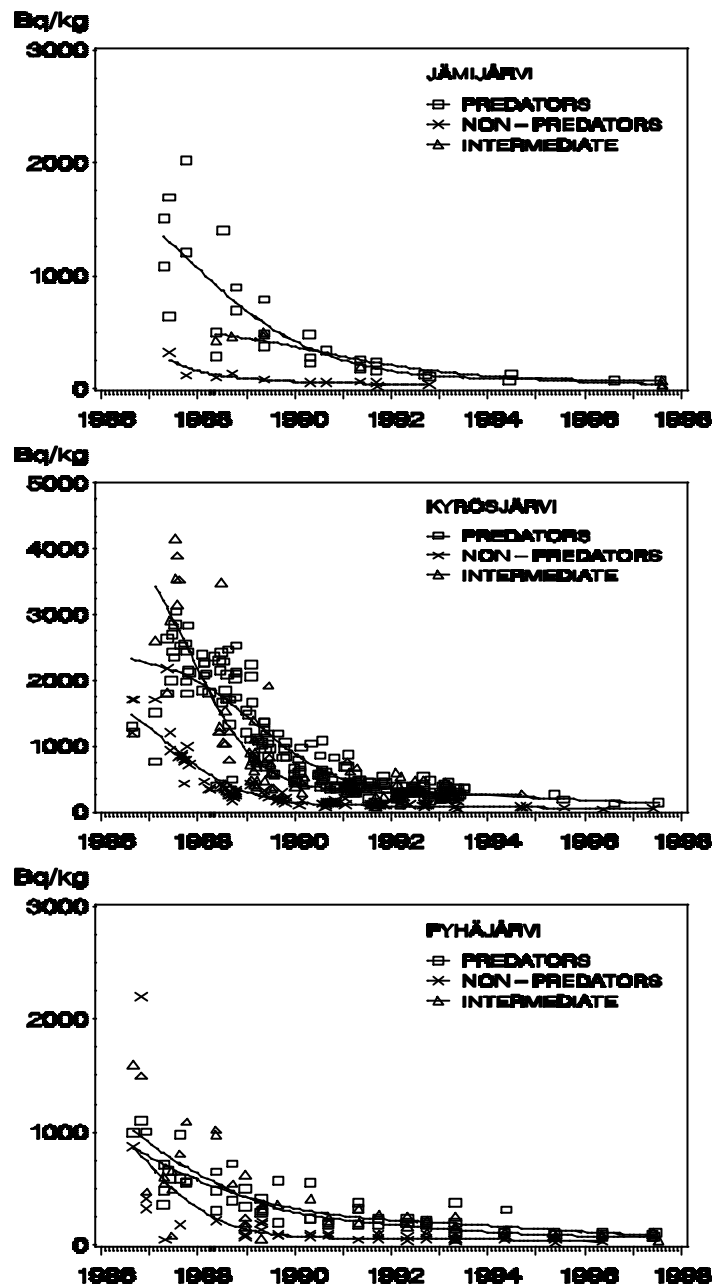 Bq/kg
3000
2000
1000
0
JÄMIJÄRVI
PREDATORS
NON-PREDATORS
INTERMEDIATE
1986 1988 1990 1992 1994 1996 1998
Bq/kg
5000
4000
3000
2000
1000
0
KYRÖSJÄRVI
PREDATORS
NON-PREDATORS
INTERMEDIATE
1986 1988 1990 1992 1994 1996 1998
Bq/kg
3000
2000
1000
0
PYHÄJÄRVI
PREDATORS
NON-PREDATORS
INTERMEDIATE
1986 1988 1990 1992 1994 1996 1998